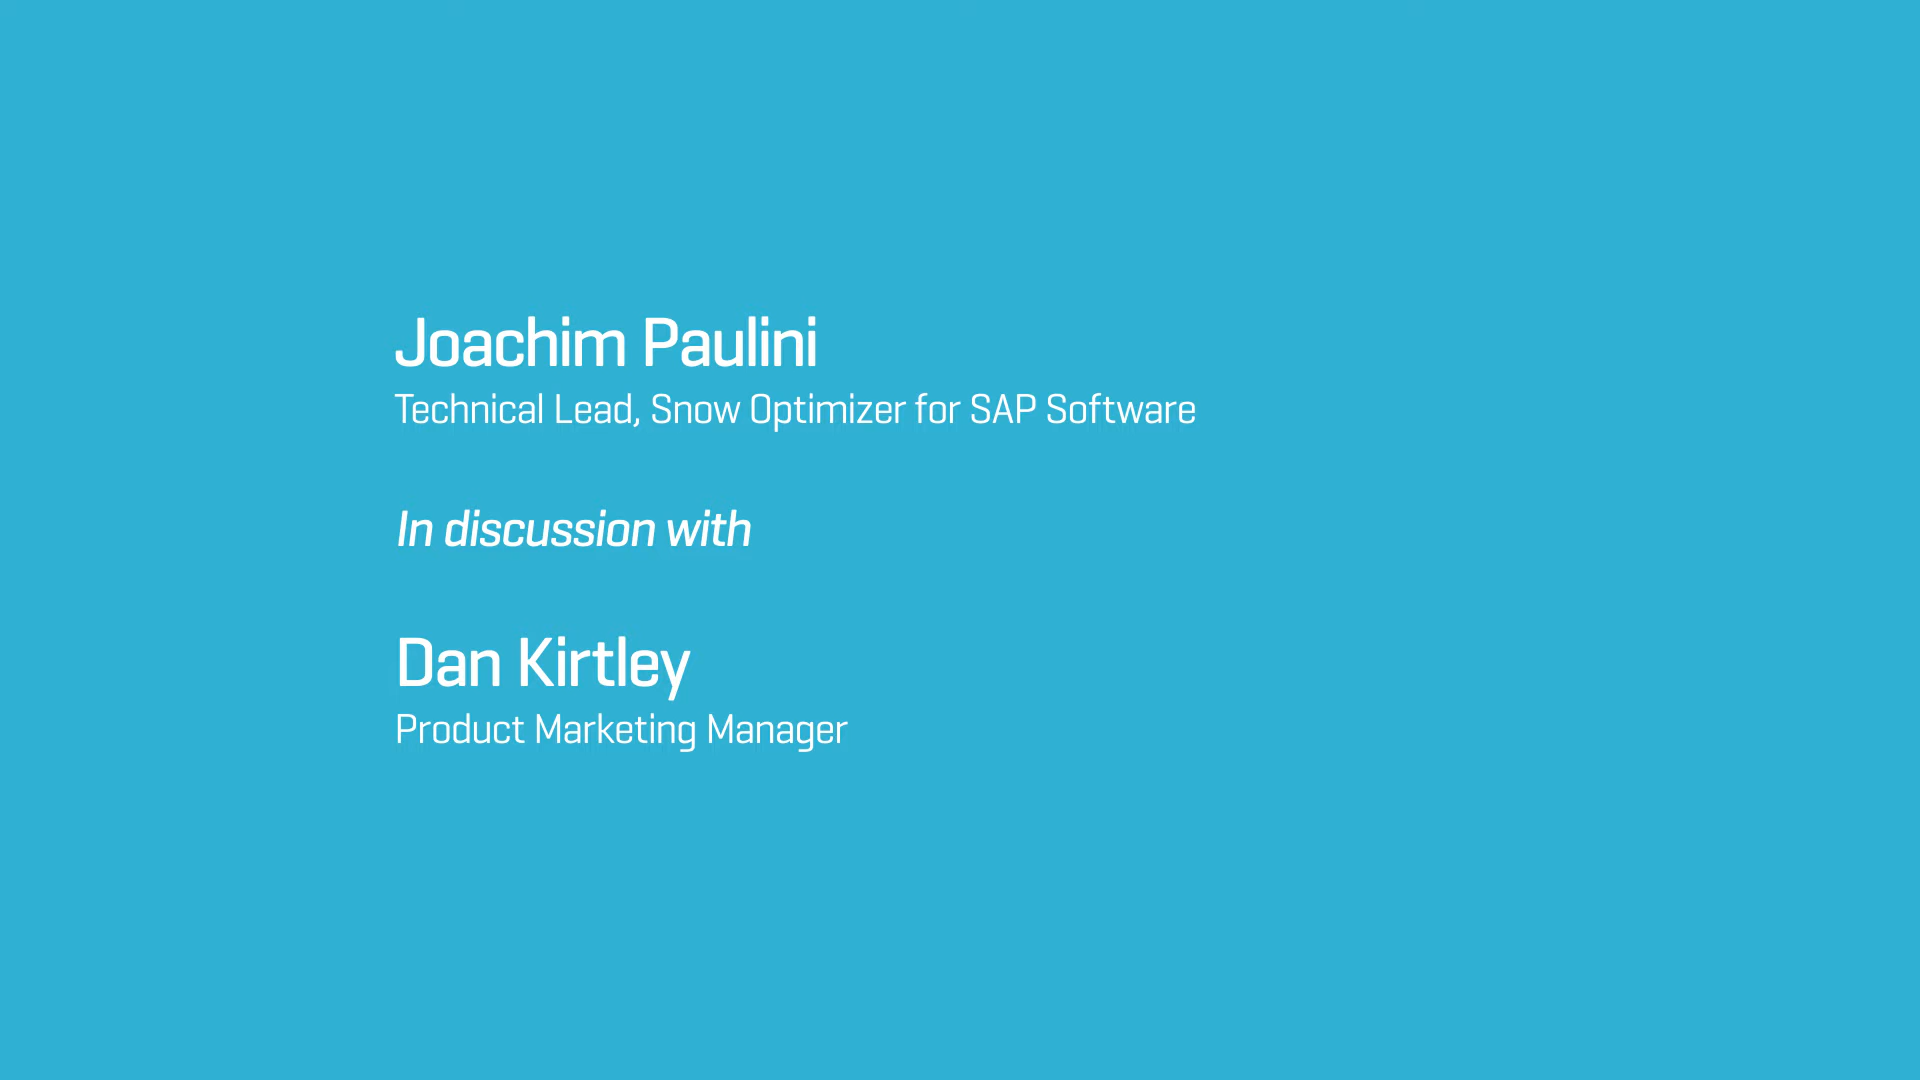 Joachim Paulini
Technical Lead, Snow Optimizer for SAP Software
In discussion with
Dan Kirtley
Product Marketing Manager